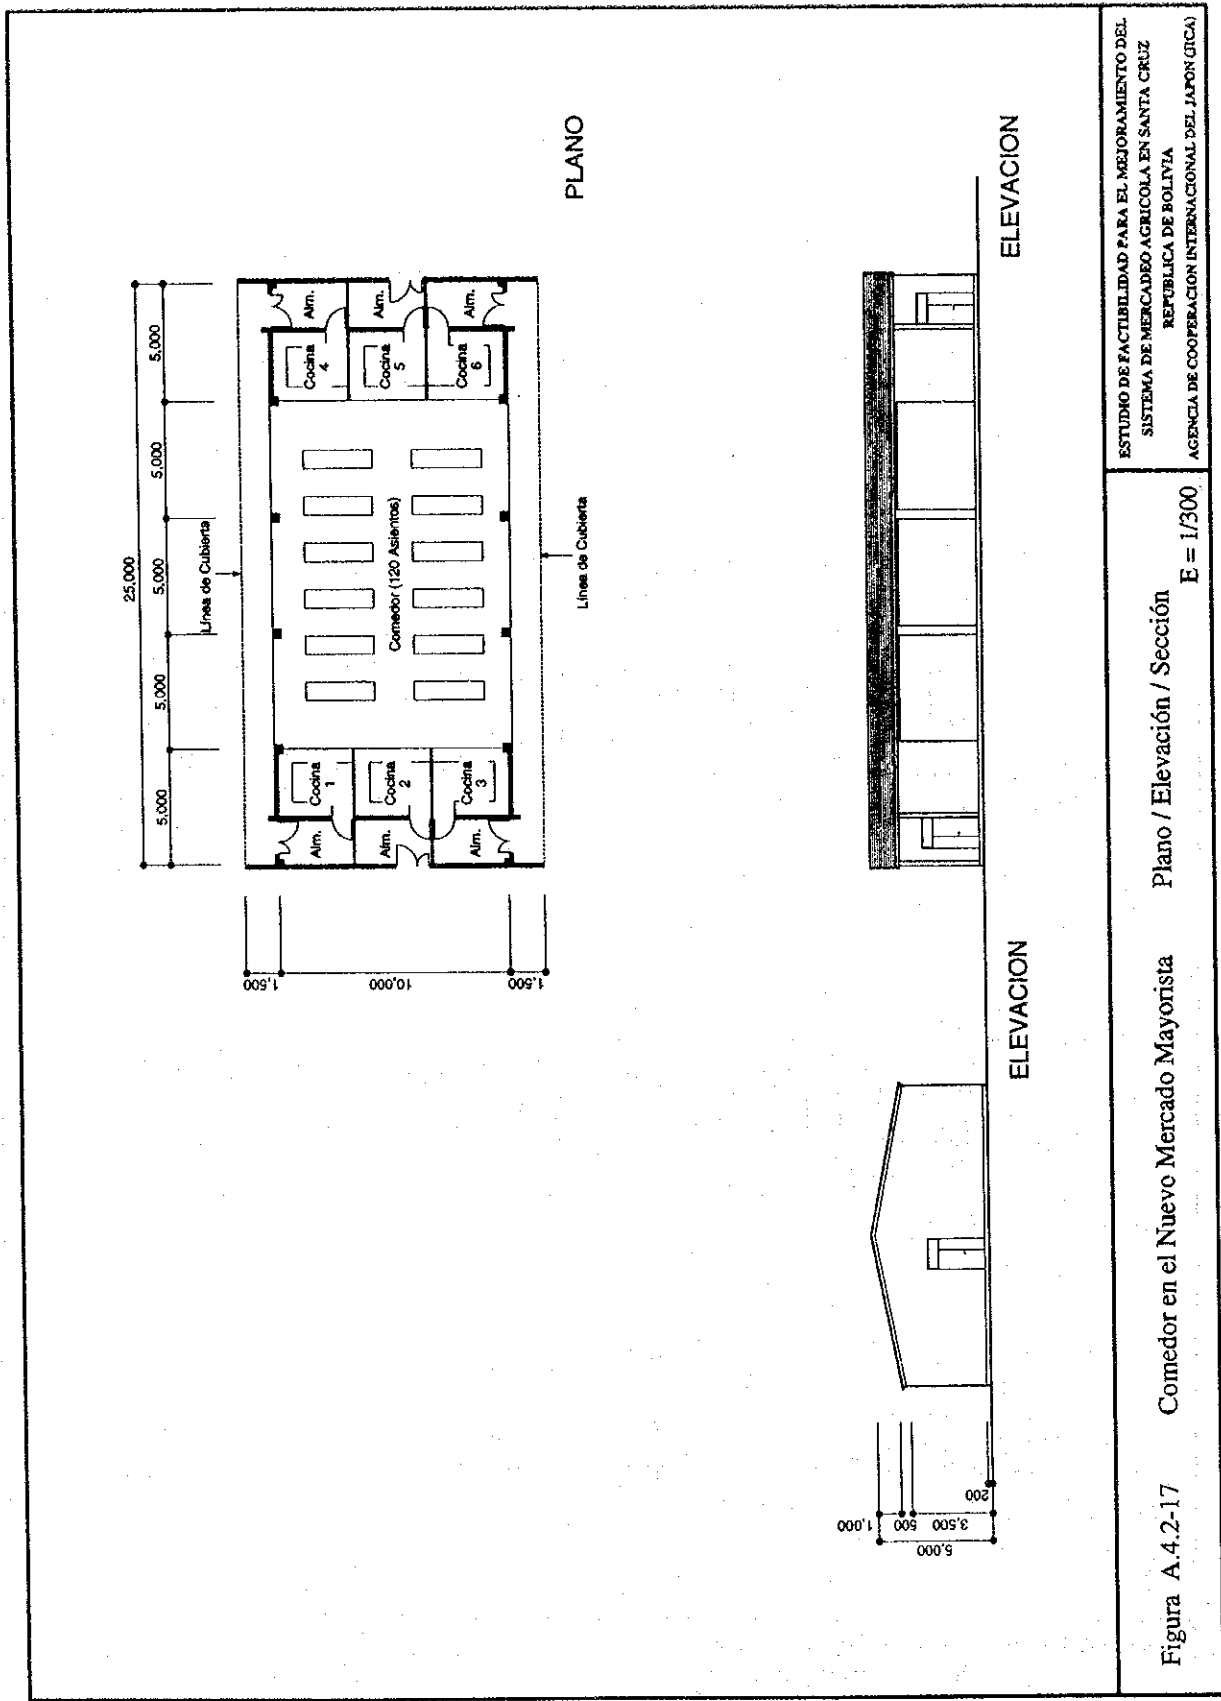 25,000
5,000
5,000
5,000
5,000
5,000
Línea de Cubierta
1,500
10,000
1,500
Alm.
Alm.
Alm.
Cocina
1
Cocina
2
Cocina
3
Comedor (120 Asientos)
Cocina
4
Cocina
5
Cocina
6
Alm.
Alm.
Alm.
Línea de Cubierta
PLANO
1,000
500
3,500
5,000
200
ELEVACION
ELEVACION
Figura A.4.2-17 Comedor en el Nuevo Mercado Mayorista Plano / Elevación / Sección
E = 1/300
ESTUDIO DE FACTIBILIDAD PARA EL MEJORAMIENTO DEL
SISTEMA DE MERCADEO AGRICOLA EN SANTA CRUZ
REPUBLICA DE BOLIVIA
AGENCIA DE COOPERACION INTERNACIONAL DEL JAPON (JICA)